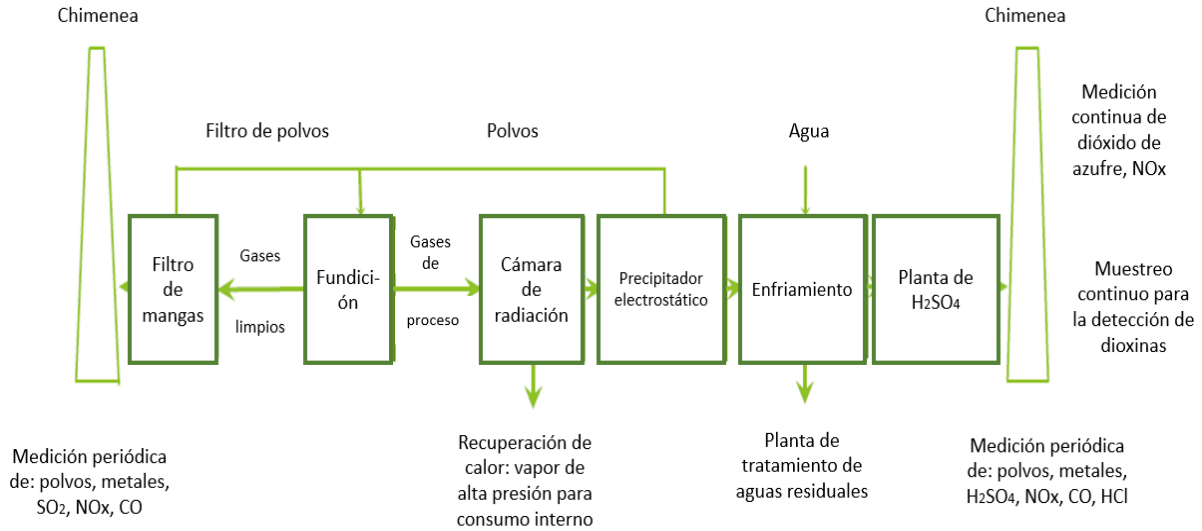 Chimenea
Chimenea
Medición
continua de
dióxido de
azufre, NOx
Filtro de polvos
Polvos
Agua
Filtro
de
mangas
Gases
limpios
Fundici-
ón
Gases
de
proceso
Cámara
de
radiación
Precipitador
electrostático
Enfriamiento
Planta de
H2SO4
Muestreo
continuo para
la detección de
dioxinas
Medición periódica
de: polvos, metales,
SO2, NOx, CO
Recuperación de
calor: vapor de
alta presión para
consumo interno
Planta de
tratamiento de
aguas residuales
Medición periódica
de: polvos, metales,
H2SO4, NOx, CO, HCl